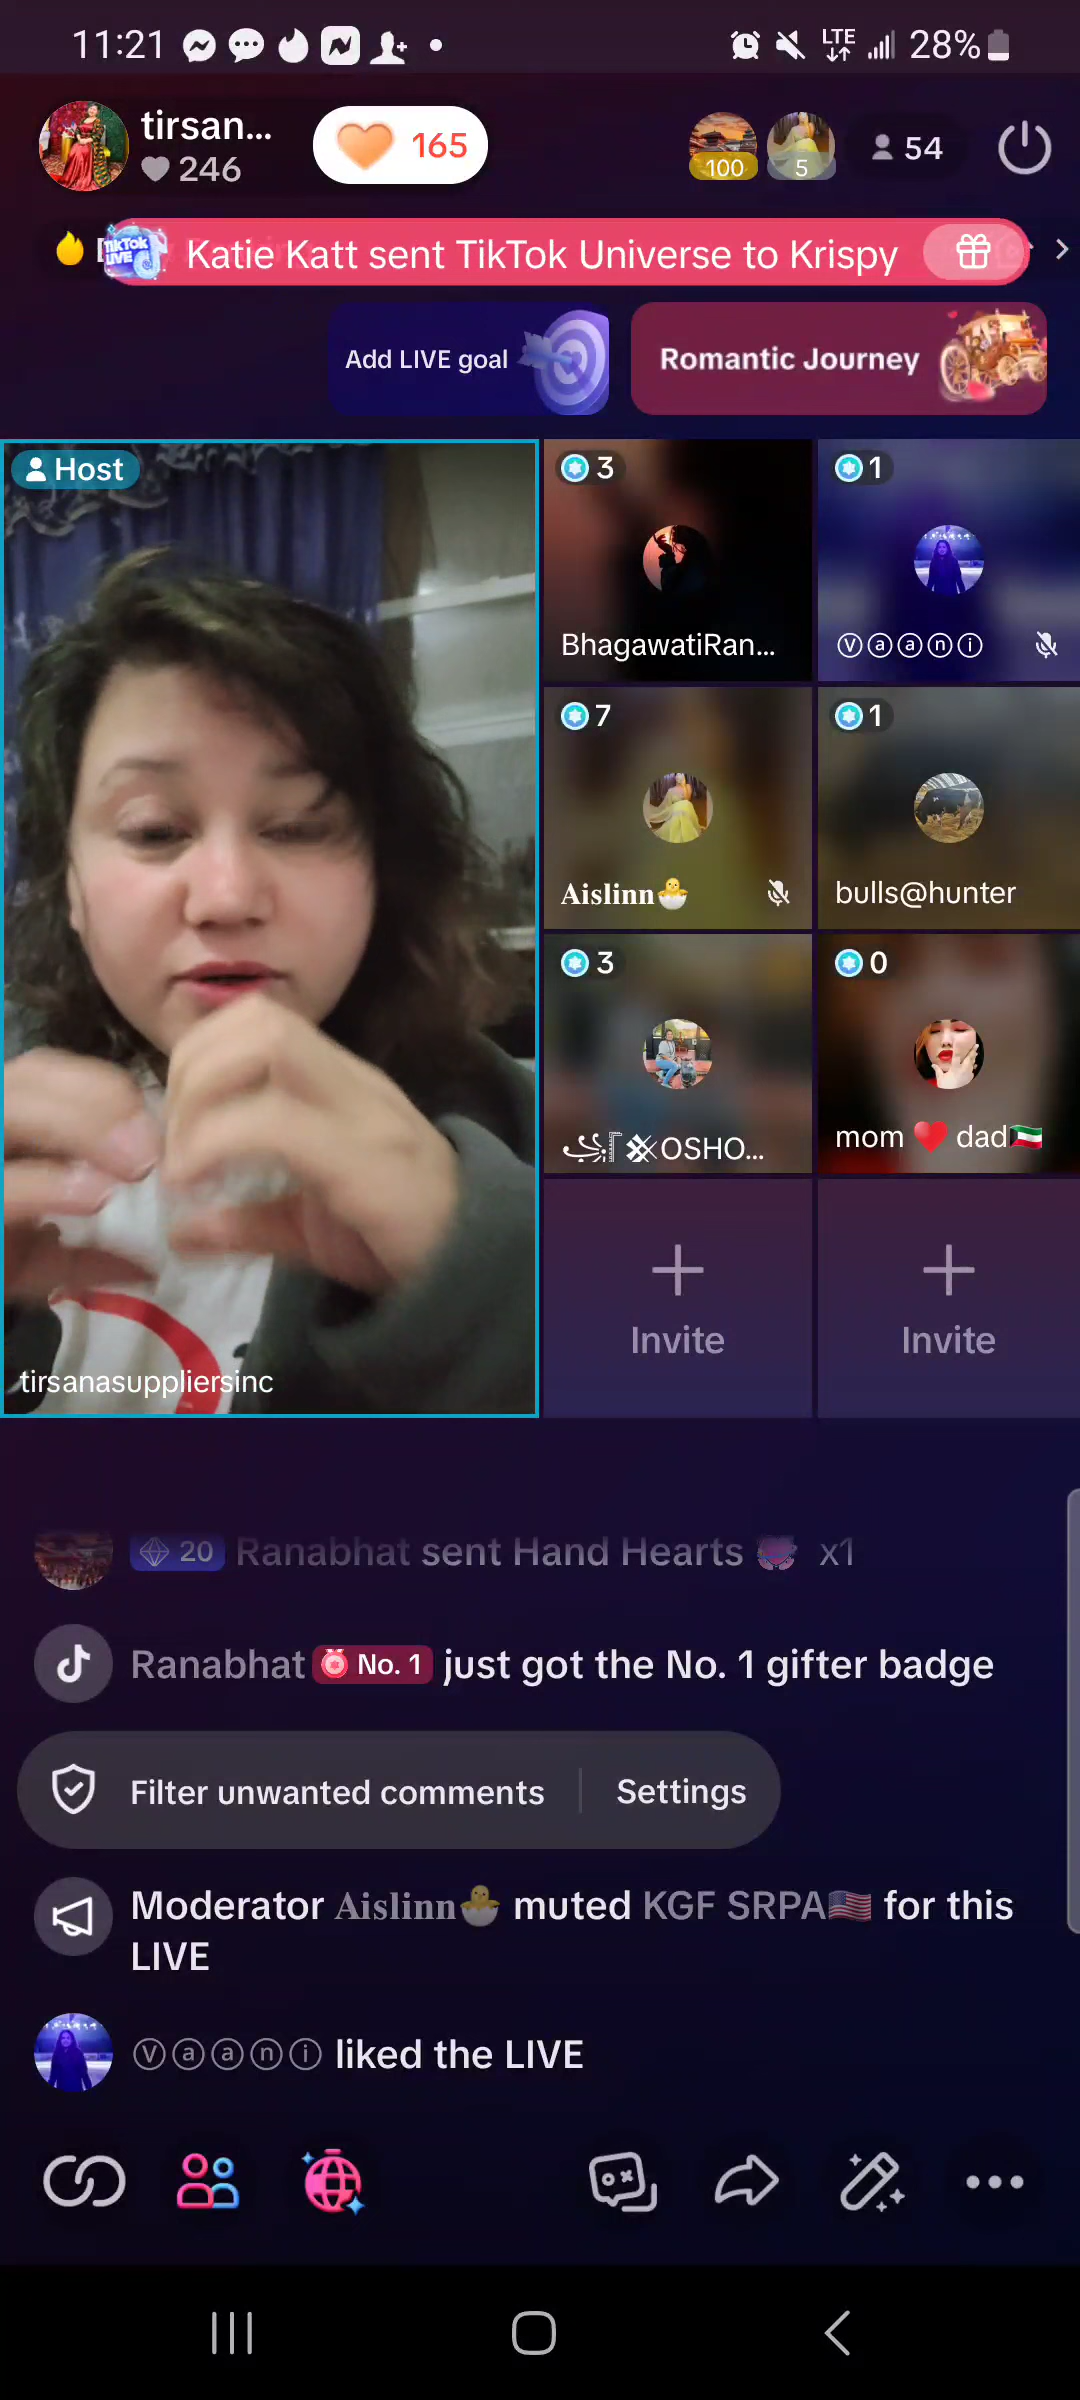 11:21
LTE
28%
tirsan...
246
165
100
5
54
TikTok
LIVE
Katie Katt sent TikTok Universe to Krispy
Add LIVE goal
Romantic Journey
Host
tirsanasuppliersinc
3
BhagawatiRan...
1
Ⓥⓐⓐⓝⓘ
7
𝐀𝐢𝐬𝐥𝐢𝐧𝐧🐣
1
bulls@hunter
3
OSHO...
0
mom ♥️ dad🇰🇼
Invite
Invite
20 Ranabhat sent Hand Hearts x1
Ranabhat No. 1 just got the No. 1 gifter badge
Filter unwanted comments
Settings
Moderator 𝐀𝐢𝐬𝐥𝐢𝐧𝐧🐣 muted KGF SRPA🇺🇸 for this
LIVE
Ⓥⓐⓐⓝⓘ liked the LIVE